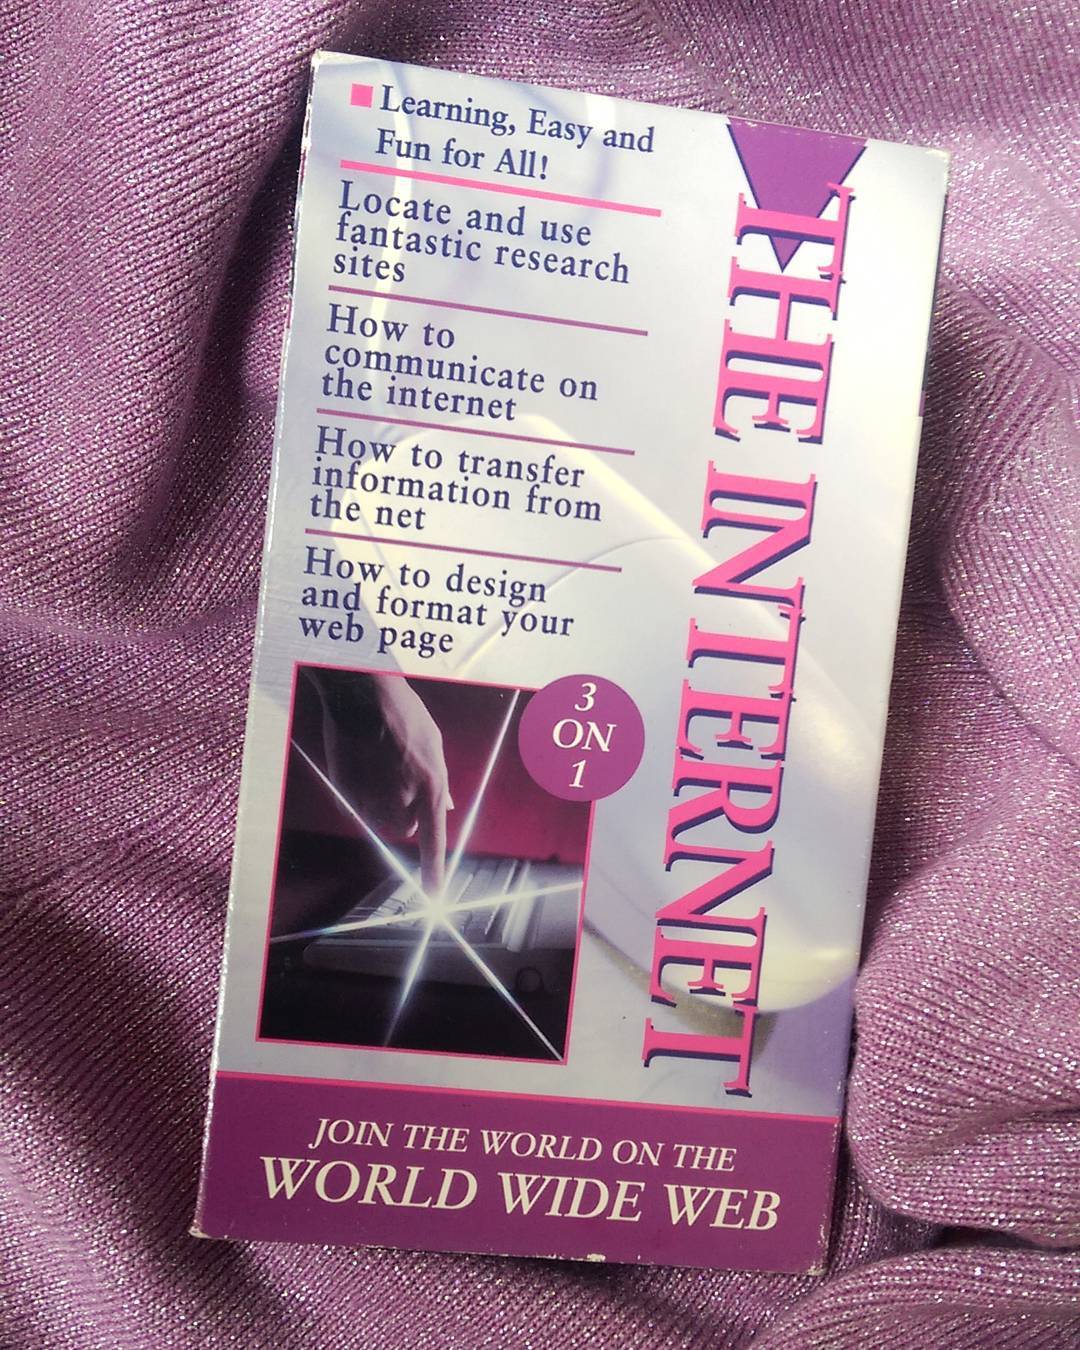 Learning, Easy and
Fun for All!
Locate and use
fantastic research
sites
How to
communicate on
the internet
How to transfer
information from
the net
How to design
and format your
web page
3
ON
1
THE INTERNET
JOIN THE WORLD ON THE
WORLD WIDE WEB